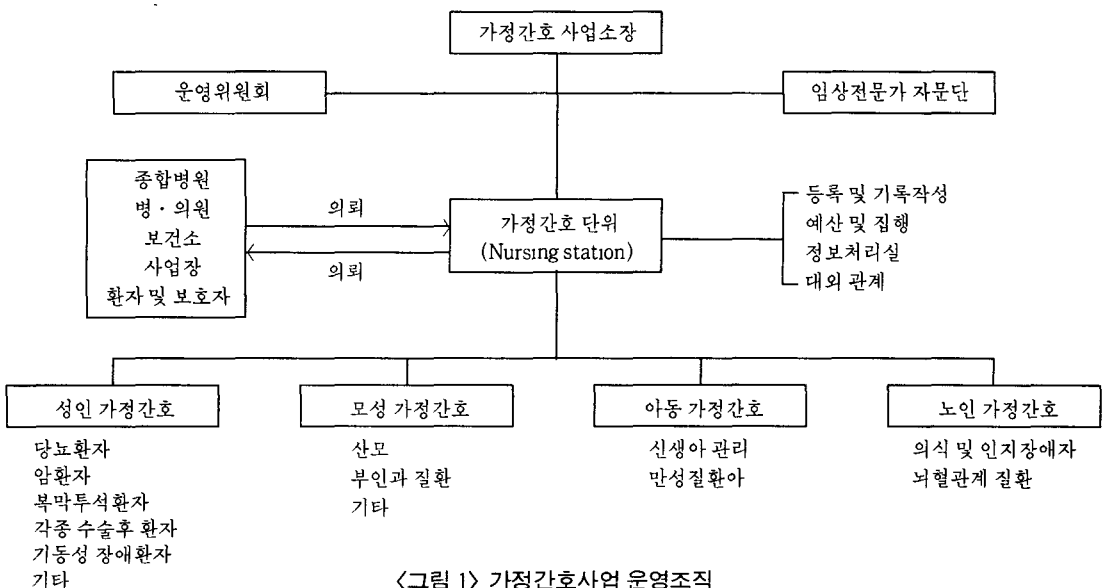 가정간호 사업소장
운영위원회
임상전문가 자문단
종합병원
병·의원
보건소
사업장
환자 및 보호자
의뢰
의뢰
가정간호 단위
(Nursing station)
등록 및 기록작성
예산 및 집행
정보처리실
대외 관계
성인 가정간호
당뇨환자
암환자
복막투석환자
각종 수술후 환자
기동성 장애환자
기타
모성 가정간호
산모
부인과 질환
기타
아동 가정간호
신생아 관리
만성질환아
노인 가정간호
의식 및 인지장애자
뇌혈관계 질환
〈그림 1〉 가정간호사업 운영조직